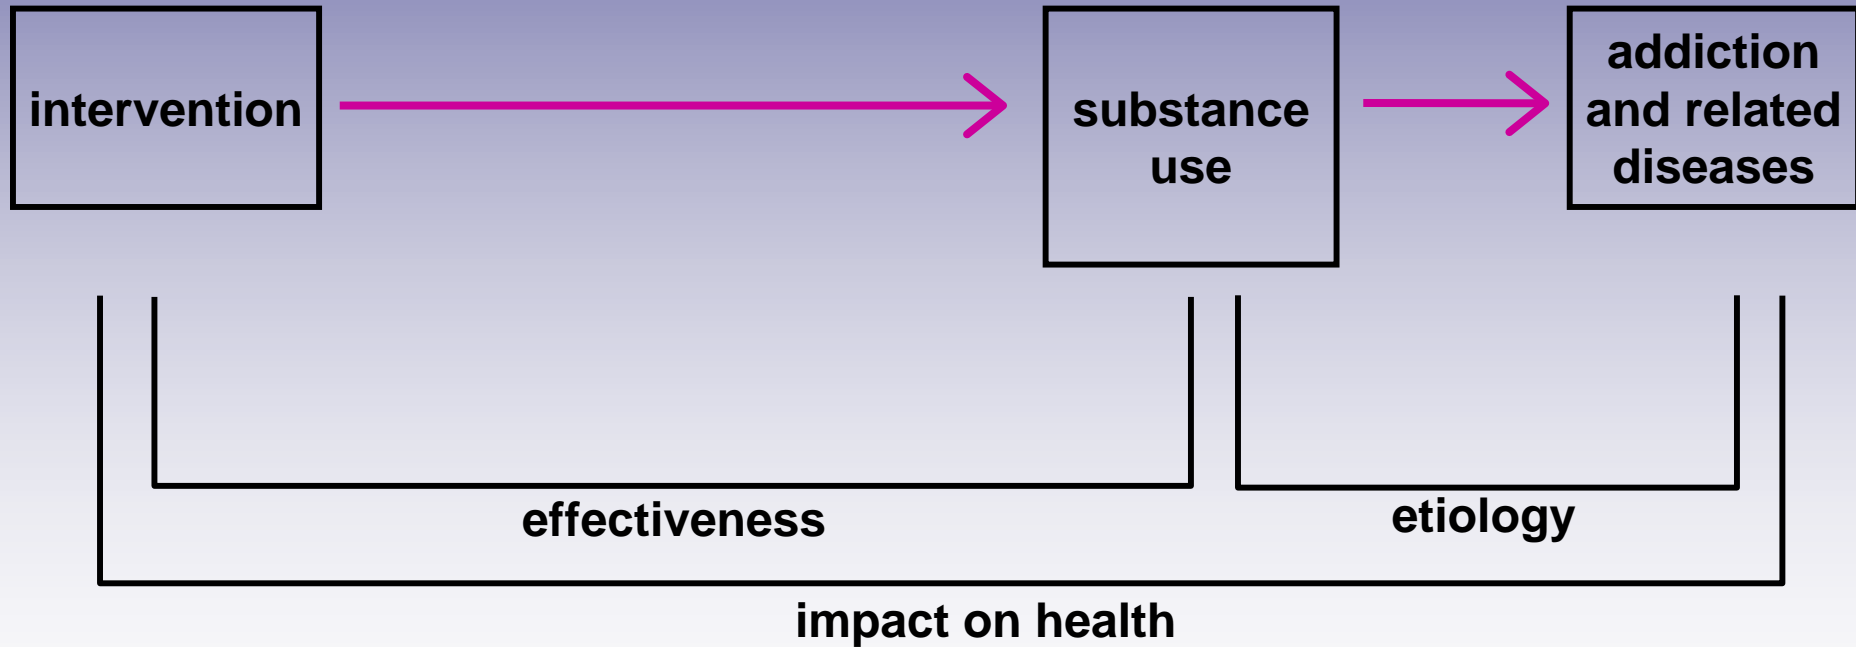 intervention
substance
use
addiction
and related
diseases
effectiveness
etiology
impact on health